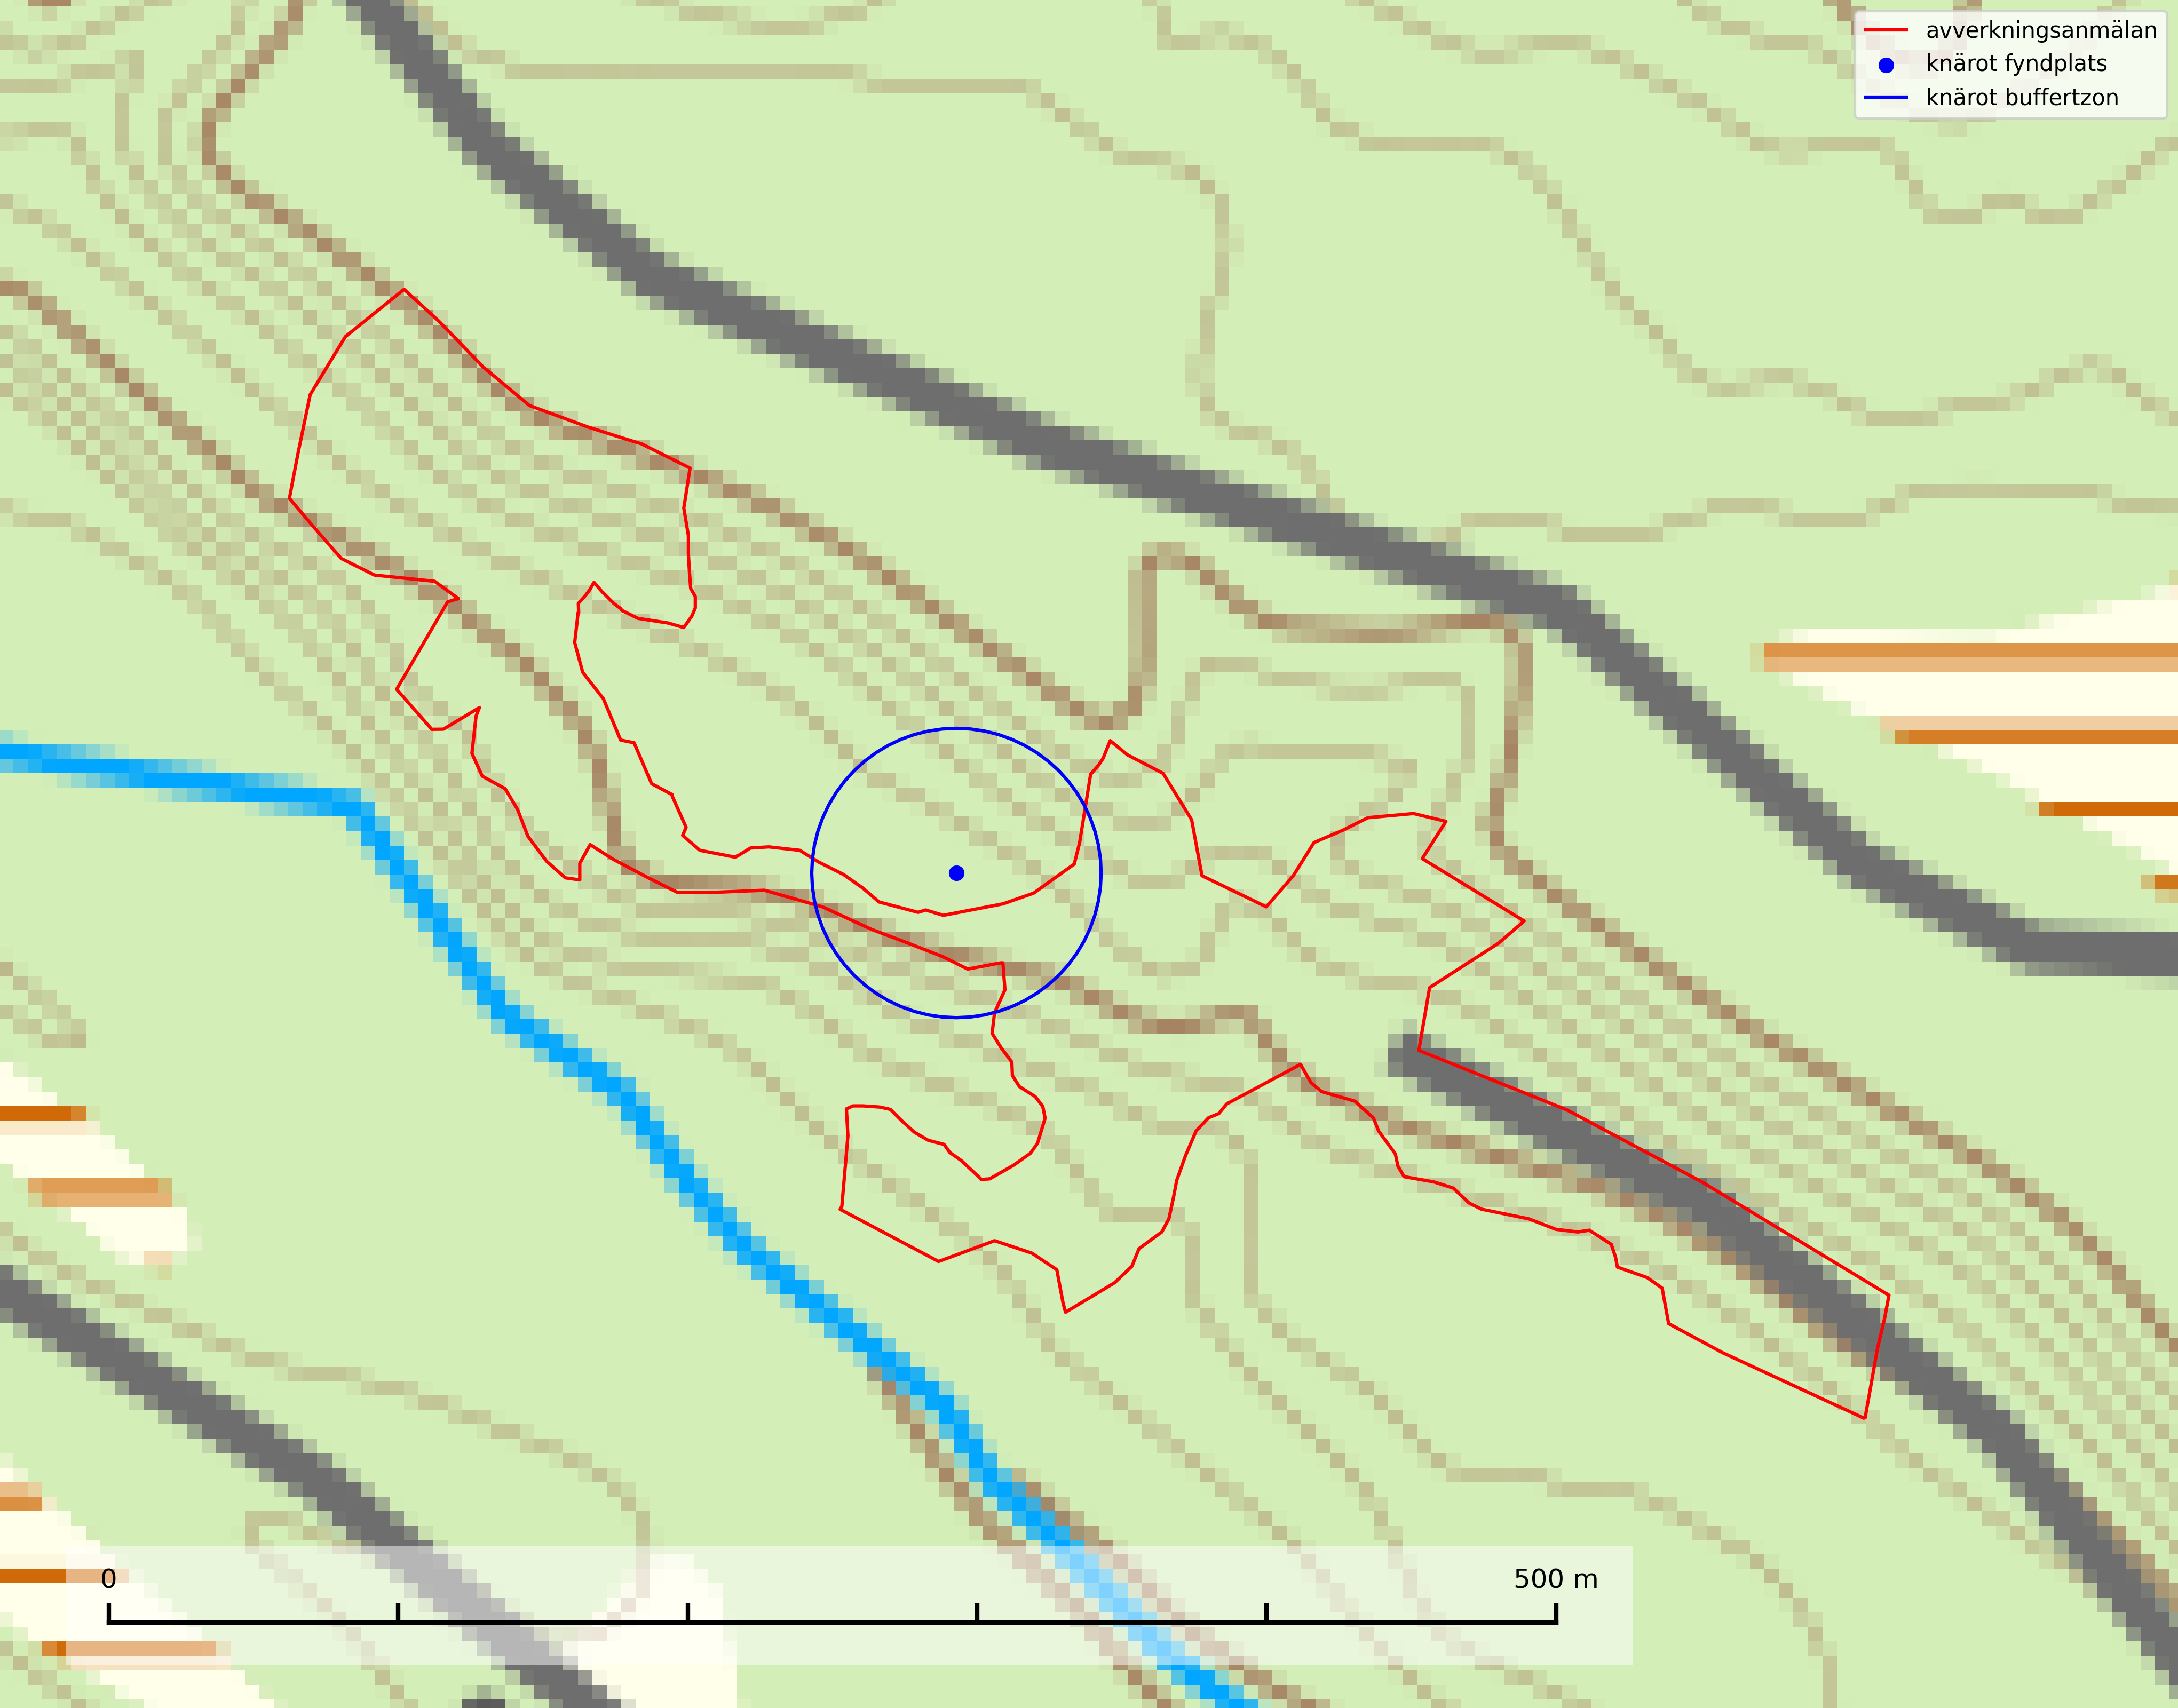 avverkningsanmälan
knärot fyndplats
knärot buffertzon
0
500 m